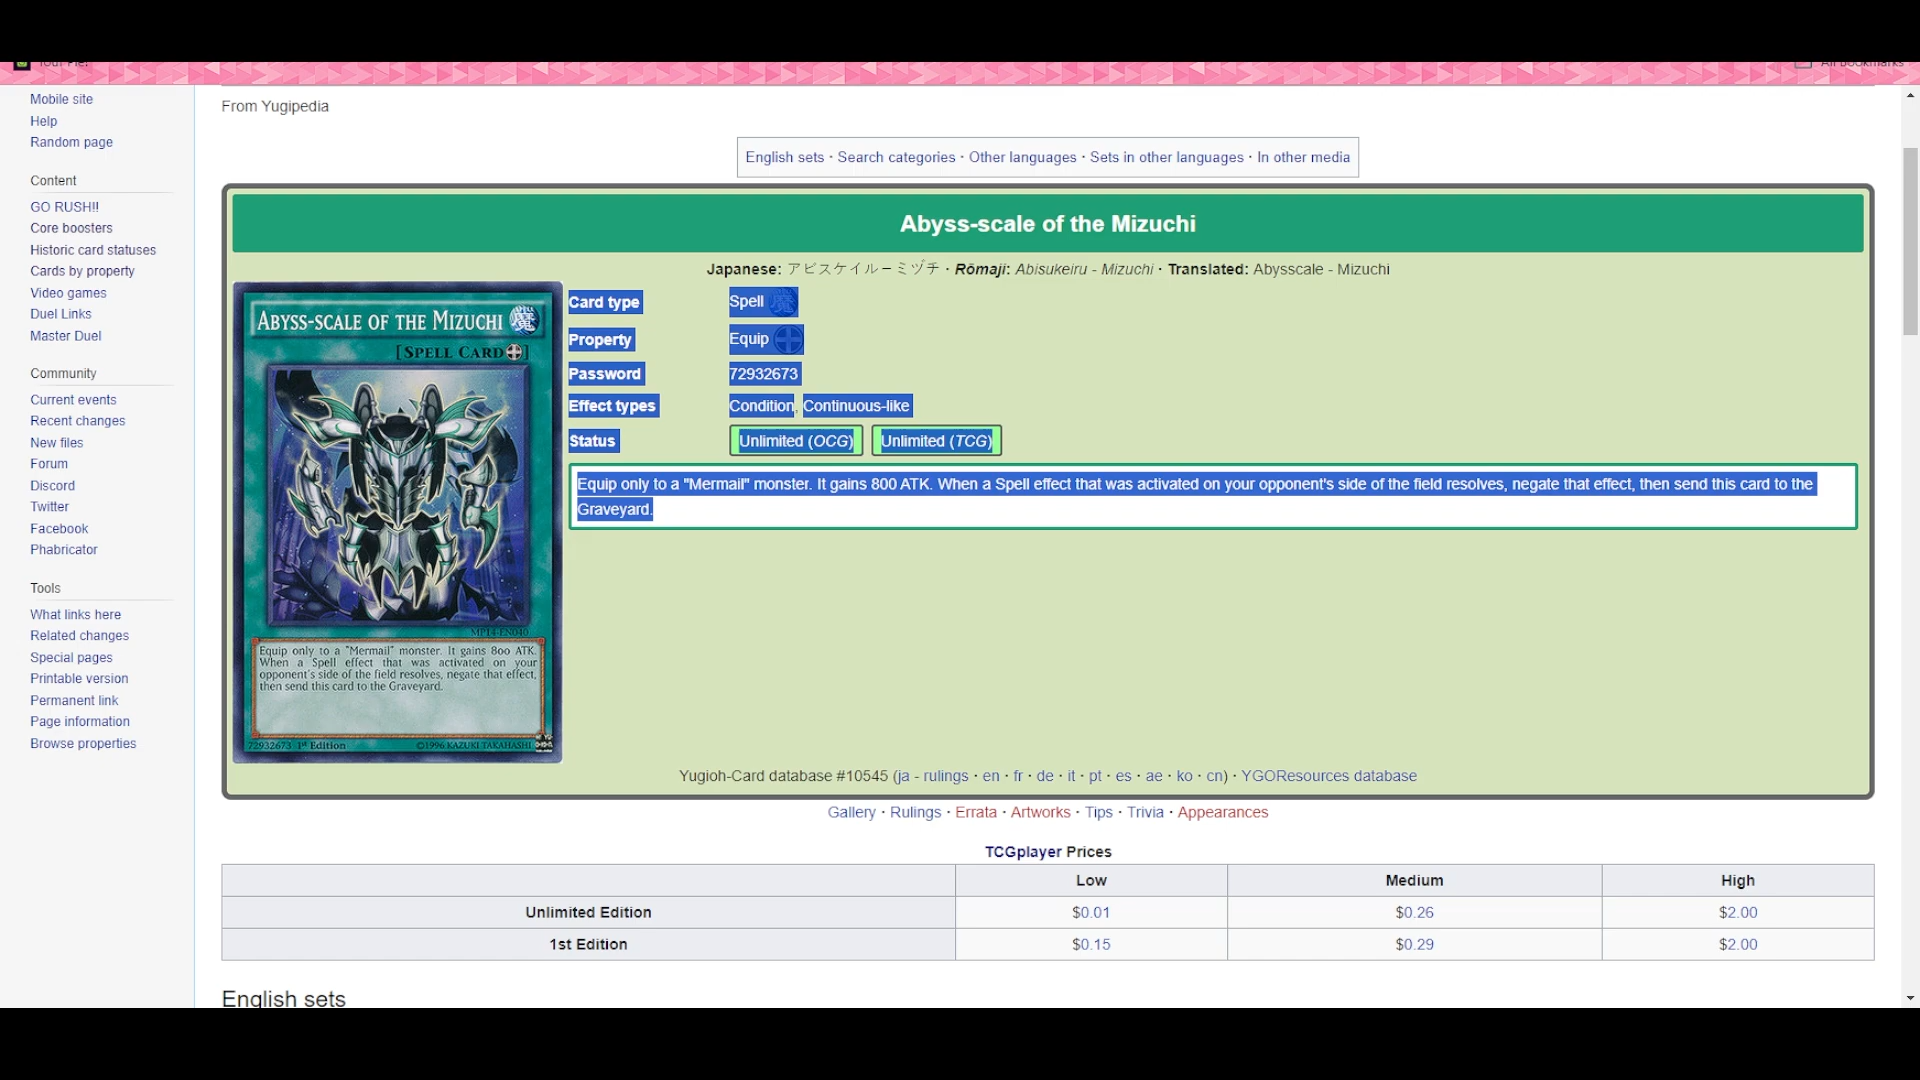 Your Pie!
All Bookmarks
Mobile site
Help
Random page
Content
GO RUSH!!
Core boosters
Historic card statuses
Cards by property
Video games
Duel Links
Master Duel
Community
Current events
Recent changes
New files
Forum
Discord
Twitter
Facebook
Phabricator
Tools
What links here
Related changes
Special pages
Printable version
Permanent link
Page information
Browse properties
From Yugipedia
English sets · Search categories · Other languages · Sets in other languages · In other media
Abyss-scale of the Mizuchi
Japanese: アビスケイル－ミヅチ · Rōmaji: Abisukeiru - Mizuchi · Translated: Abysscale - Mizuchi
ABYSS-SCALE OF THE MIZUCHI 魔
[SPELL CARD]
MP14-EN040
Equip only to a "Mermail" monster. It gains 800 ATK.
When a Spell effect that was activated on your
opponent's side of the field resolves, negate that effect,
then send this card to the Graveyard.
72932673 1st Edition ©1996 KAZUKI TAKAHASHI
Card type Spell 魔
Property Equip
Password 72932673
Effect types Condition, Continuous-like
Status Unlimited (OCG) Unlimited (TCG)
Equip only to a "Mermail" monster. It gains 800 ATK. When a Spell effect that was activated on your opponent's side of the field resolves, negate that effect, then send this card to the
Graveyard.
Yugioh-Card database #10545 (ja - rulings · en · fr · de · it · pt · es · ae · ko · cn) · YGOResources database
Gallery · Rulings · Errata · Artworks · Tips · Trivia · Appearances
TCGplayer Prices
Low Medium High
Unlimited Edition $0.01 $0.26 $2.00
1st Edition $0.15 $0.29 $2.00
English sets